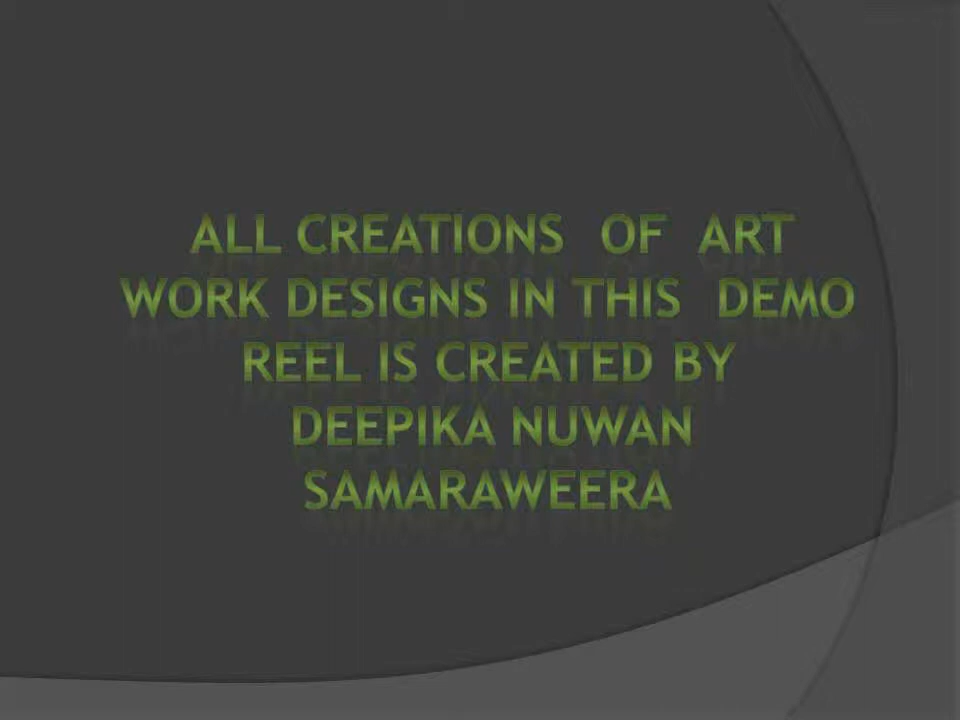 ALL CREATIONS OF ART
WORK DESIGNS IN THIS DEMO
REEL IS CREATED BY
DEEPIKA NUWAN
SAMARAWEERA